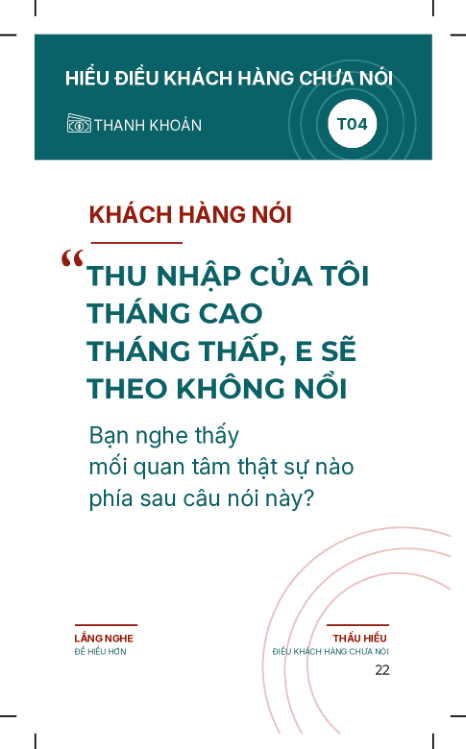 HIỂU ĐIỀU KHÁCH HÀNG CHƯA NÓI
THANH KHOẢN
T04
KHÁCH HÀNG NÓI
“THU NHẬP CỦA TÔI
THÁNG CAO
THÁNG THẤP, E SẼ
THEO KHÔNG NỔI
Bạn nghe thấy
mối quan tâm thật sự nào
phía sau câu nói này?
LẮNG NGHE
ĐỂ HIỂU HƠN
THẤU HIỂU
ĐIỀU KHÁCH HÀNG CHƯA NÓI
22